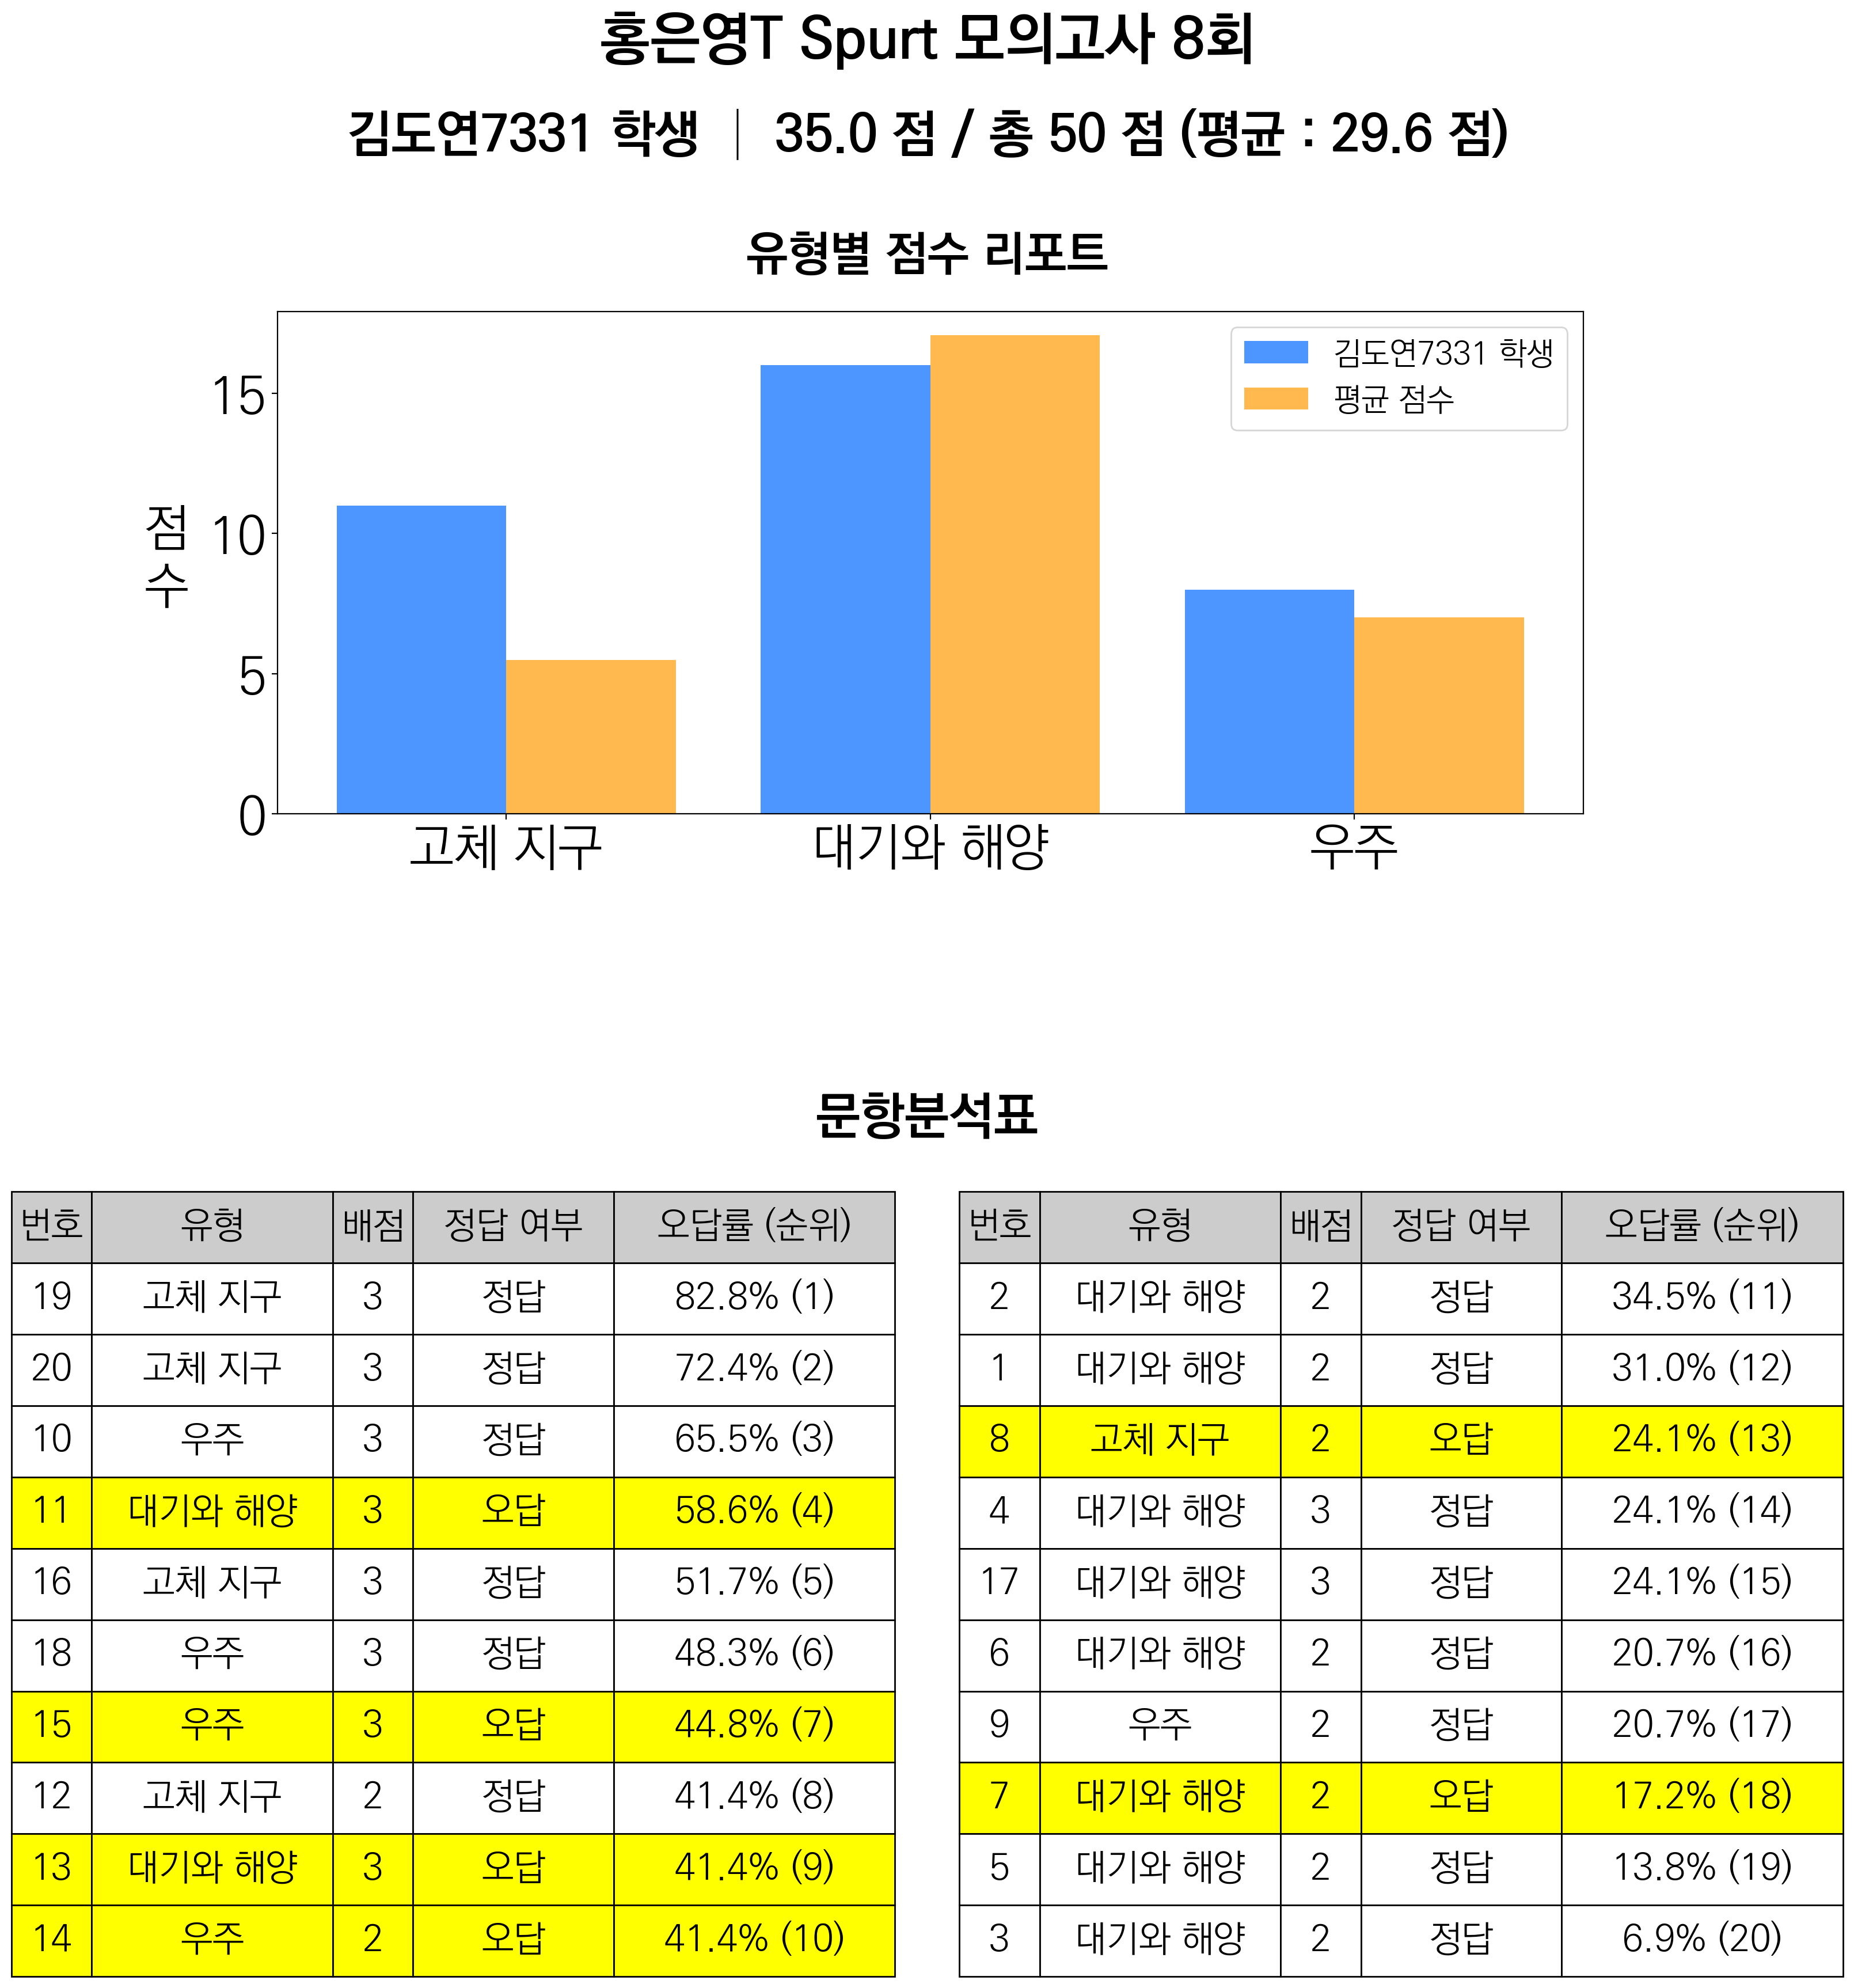 홍은영T Spurt 모의고사 8회
김도연7331 학생 | 35.0 점 / 총 50 점 (평균 : 29.6 점)
유형별 점수 리포트
김도연7331 학생
평균 점수
점
수
15
10
5
0
고체 지구 대기와 해양 우주
문항분석표
번호 유형 배점 정답 여부 오답률 (순위)
19 고체 지구 3 정답 82.8% (1)
20 고체 지구 3 정답 72.4% (2)
10 우주 3 정답 65.5% (3)
11 대기와 해양 3 오답 58.6% (4)
16 고체 지구 3 정답 51.7% (5)
18 우주 3 정답 48.3% (6)
15 우주 3 오답 44.8% (7)
12 고체 지구 2 정답 41.4% (8)
13 대기와 해양 3 오답 41.4% (9)
14 우주 2 오답 41.4% (10)
번호 유형 배점 정답 여부 오답률 (순위)
2 대기와 해양 2 정답 34.5% (11)
1 대기와 해양 2 정답 31.0% (12)
8 고체 지구 2 오답 24.1% (13)
4 대기와 해양 3 정답 24.1% (14)
17 대기와 해양 3 정답 24.1% (15)
6 대기와 해양 2 정답 20.7% (16)
9 우주 2 정답 20.7% (17)
7 대기와 해양 2 오답 17.2% (18)
5 대기와 해양 2 정답 13.8% (19)
3 대기와 해양 2 정답 6.9% (20)